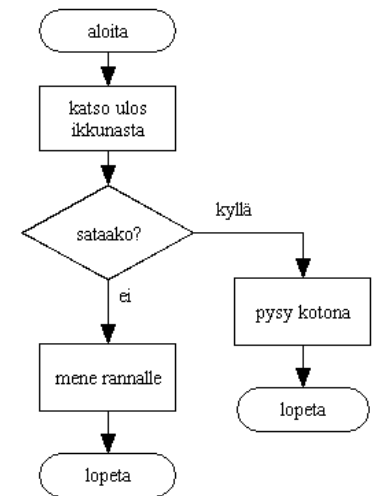 aloita
katso ulos
ikkunasta
sataako?
kyllä
ei
pysy kotona
mene rannalle
lopeta
lopeta